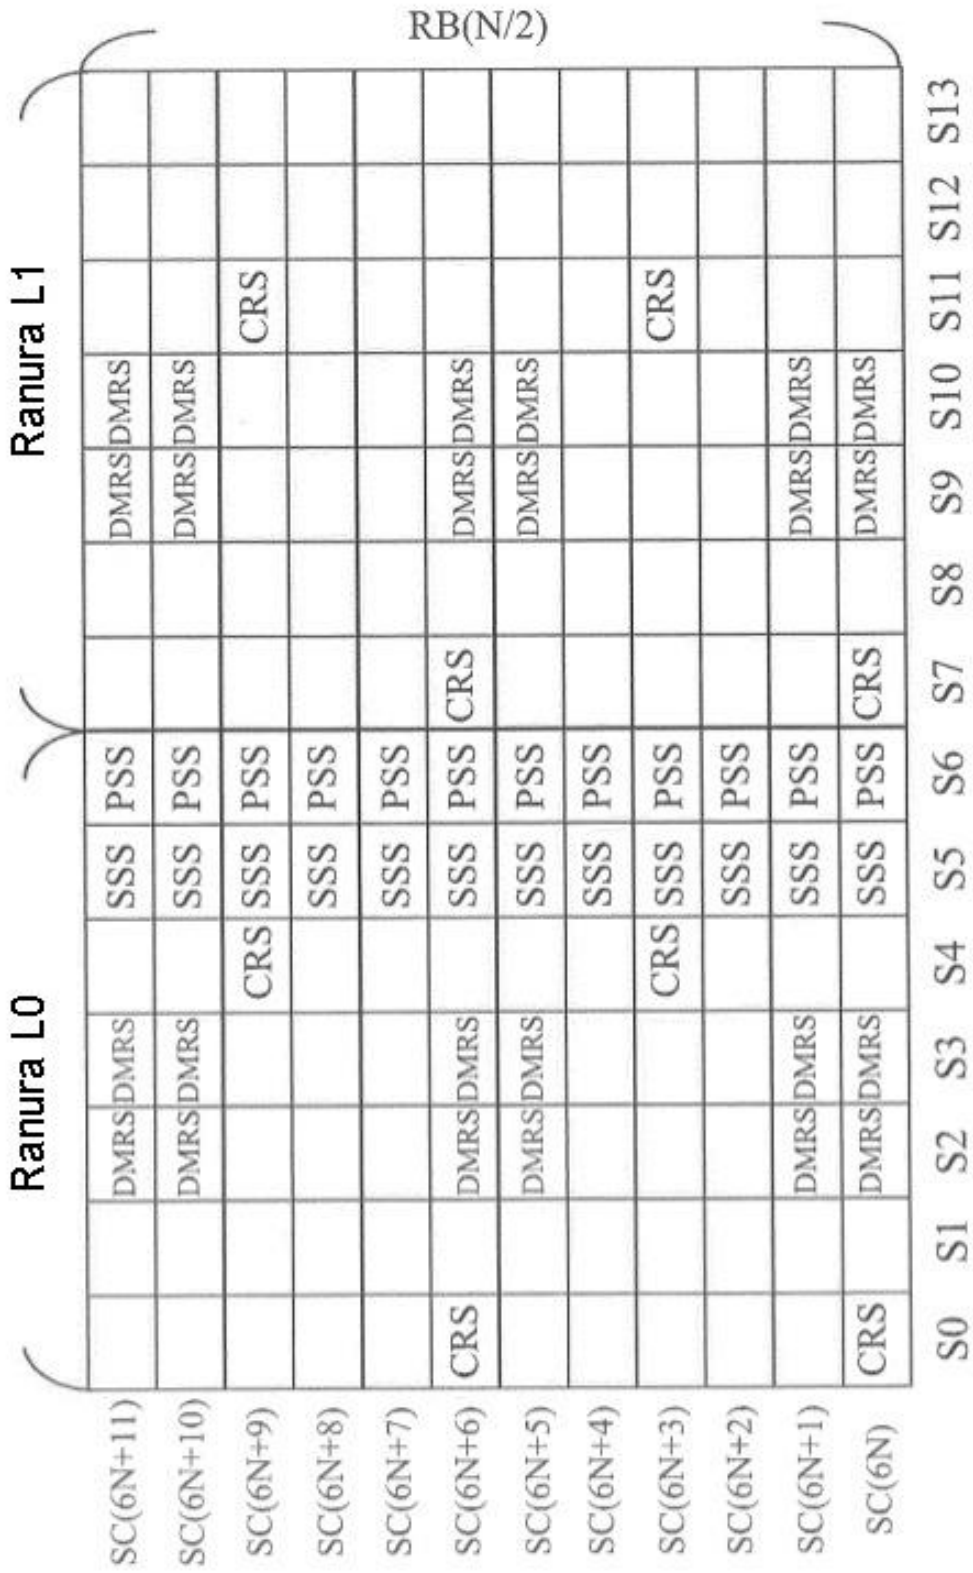 Ranura L0 Ranura L1
SC(6N+11) DMRS DMRS SSS PSS DMRS DMRS
SC(6N+10) DMRS DMRS SSS PSS DMRS DMRS
SC(6N+9) CRS SSS PSS CRS
SC(6N+8) SSS PSS
SC(6N+7) SSS PSS
SC(6N+6) CRS DMRS DMRS SSS PSS CRS DMRS DMRS
SC(6N+5) DMRS DMRS SSS PSS DMRS DMRS
SC(6N+4) SSS PSS
SC(6N+3) CRS SSS PSS CRS
SC(6N+2) SSS PSS
SC(6N+1) DMRS DMRS SSS PSS DMRS DMRS
SC(6N) CRS DMRS DMRS SSS PSS CRS DMRS DMRS
S0 S1 S2 S3 S4 S5 S6 S7 S8 S9 S10 S11 S12 S13
RB(N/2)